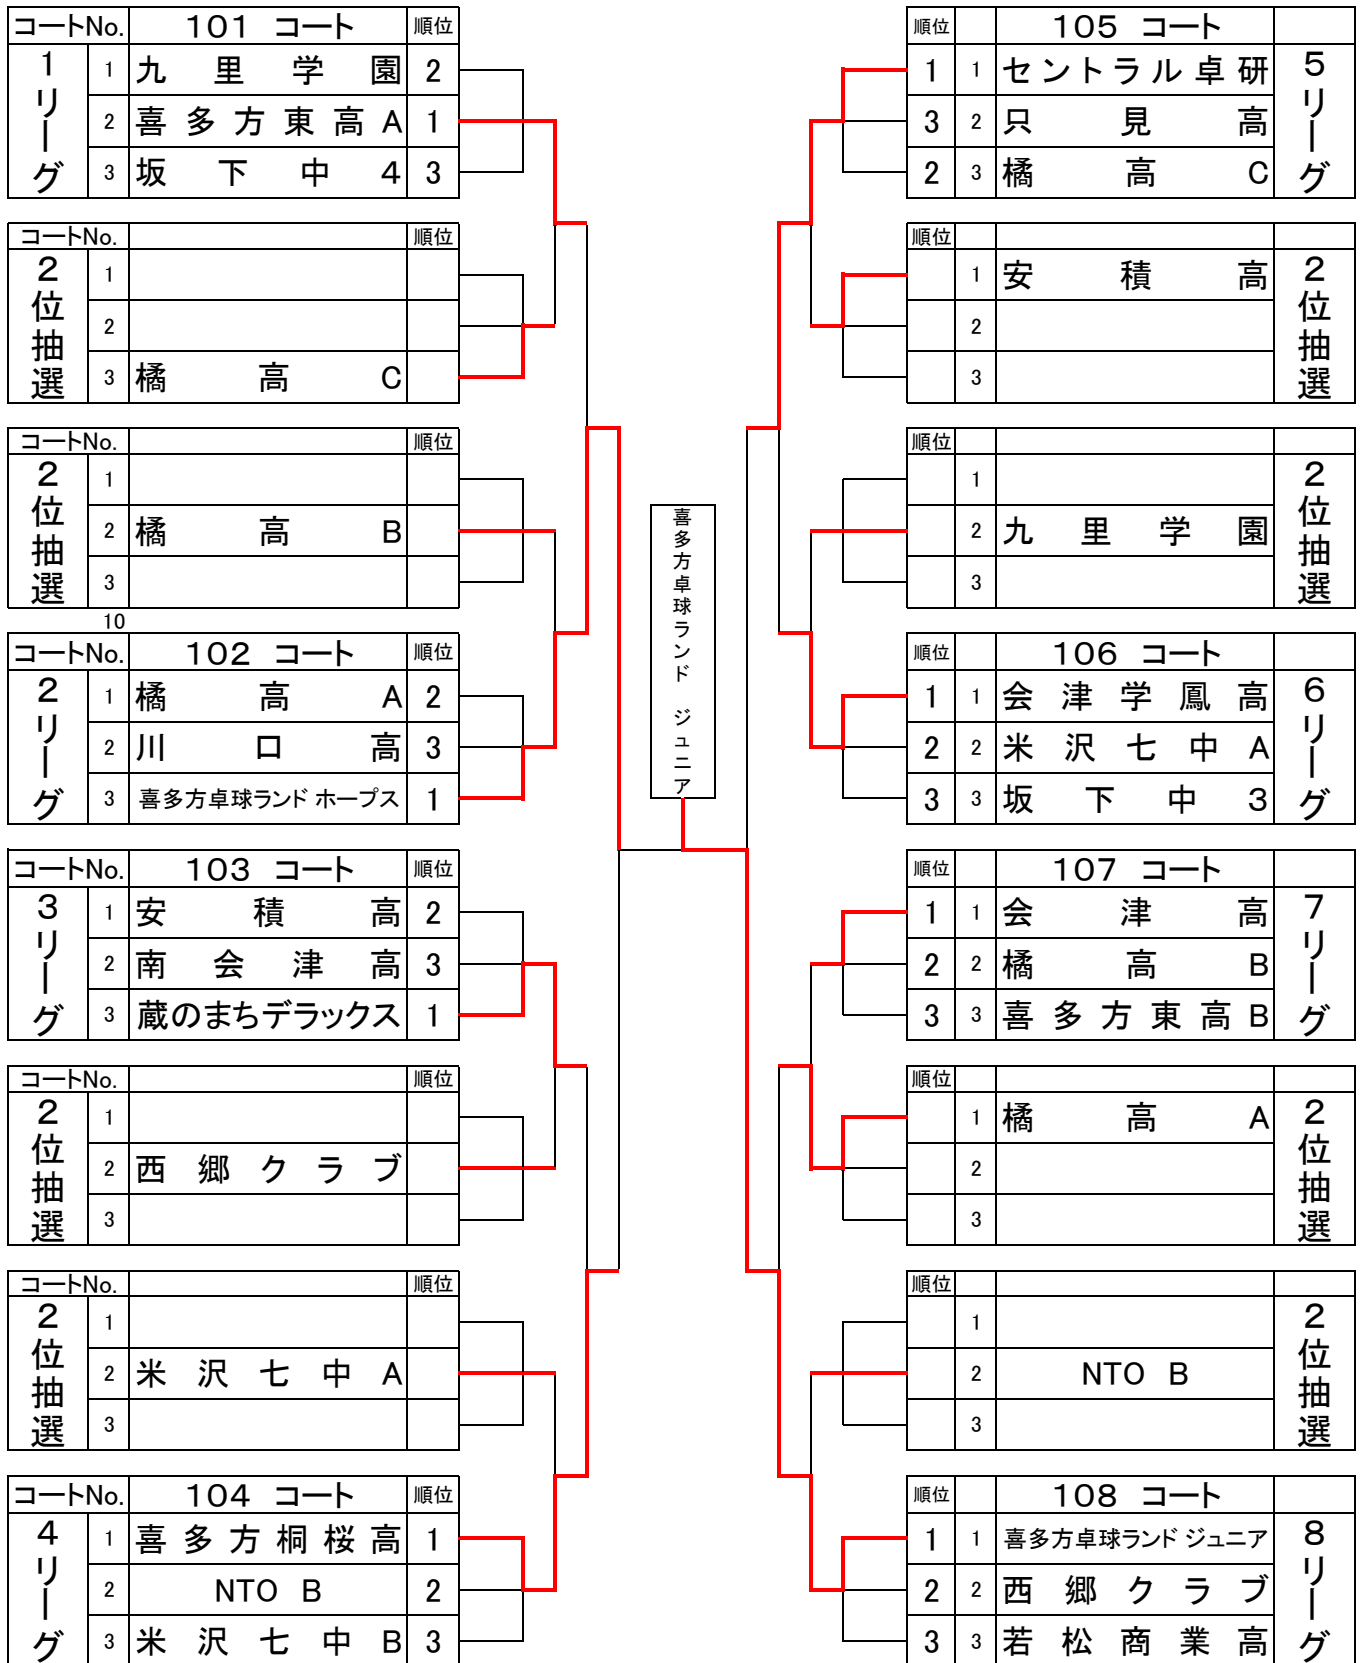 コートNo. 101 コート 順位
1リーグ
1 九里学園 2
2 喜多方東高A 1
3 坂下中4 3
コートNo. 順位
2位抽選
1
2
3 橘高C
コートNo. 順位
2位抽選
1
2 橘高B
3
10
コートNo. 102 コート 順位
2リーグ
1 橘高A 2
2 川口高 3
3 喜多方卓球ランド ホープス 1
コートNo. 103 コート 順位
3リーグ
1 安積高 2
2 南会津高 3
3 蔵のまちデラックス 1
コートNo. 順位
2位抽選
1
2 西郷クラブ
3
コートNo. 順位
2位抽選
1
2 米沢七中A
3
コートNo. 104 コート 順位
4リーグ
1 喜多方桐桜高 1
2 NTO B 2
3 米沢七中B 3
喜多方卓球ランド ジュニア
順位 105 コート
5リーグ
1 1 セントラル卓研
3 2 只見高
2 3 橘高C
順位
2位抽選
1 安積高
2
3
順位
2位抽選
1
2 九里学園
3
順位 106 コート
6リーグ
1 1 会津学鳳高
2 2 米沢七中A
3 3 坂下中3
順位 107 コート
7リーグ
1 1 会津高
2 2 橘高B
3 3 喜多方東高B
順位
2位抽選
1 橘高A
2
3
順位
2位抽選
1
2 NTO B
3
順位 108 コート
8リーグ
1 1 喜多方卓球ランド ジュニア
2 2 西郷クラブ
3 3 若松商業高